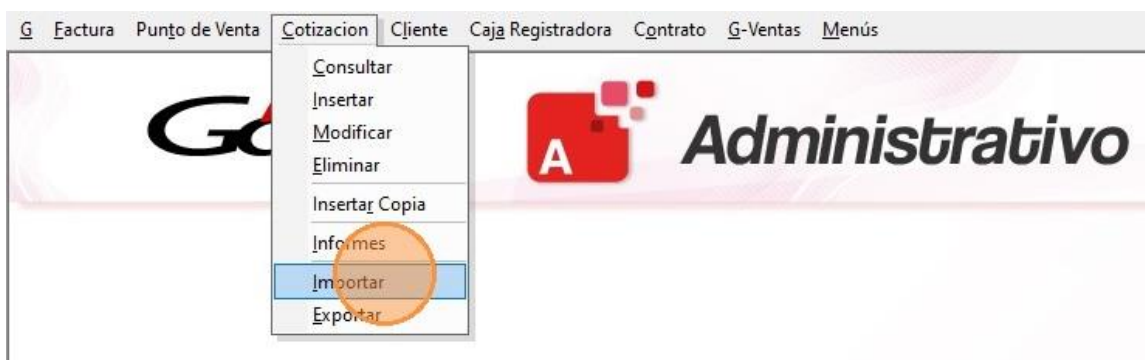 G Factura Punto de Venta Cotizacion Cliente Caja Registradora Contrato G-Ventas Menús
Consultar
Insertar
Modificar
Eliminar
Insertar Copia
Informes
Importar
Exportar
A Administrativo